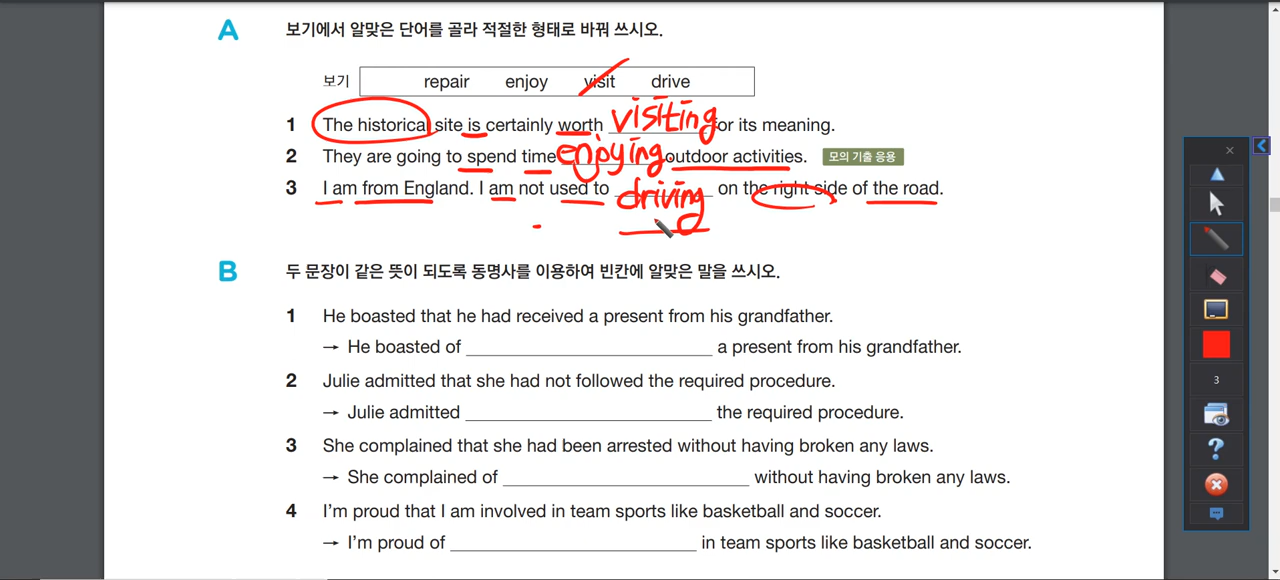 A 보기에서 알맞은 단어를 골라 적절한 형태로 바꿔 쓰시오.
보기 repair enjoy visit drive
1 The historical site is certainly worth visiting for its meaning.
2 They are going to spend time enjoying outdoor activities. 모의 기출 응용
3 I am from England. I am not used to driving on the right side of the road.
B 두 문장이 같은 뜻이 되도록 동명사를 이용하여 빈칸에 알맞은 말을 쓰시오.
1 He boasted that he had received a present from his grandfather.
→ He boasted of ____________ a present from his grandfather.
2 Julie admitted that she had not followed the required procedure.
→ Julie admitted ____________ the required procedure.
3 She complained that she had been arrested without having broken any laws.
→ She complained of ____________ without having broken any laws.
4 I'm proud that I am involved in team sports like basketball and soccer.
→ I'm proud of ____________ in team sports like basketball and soccer.
3